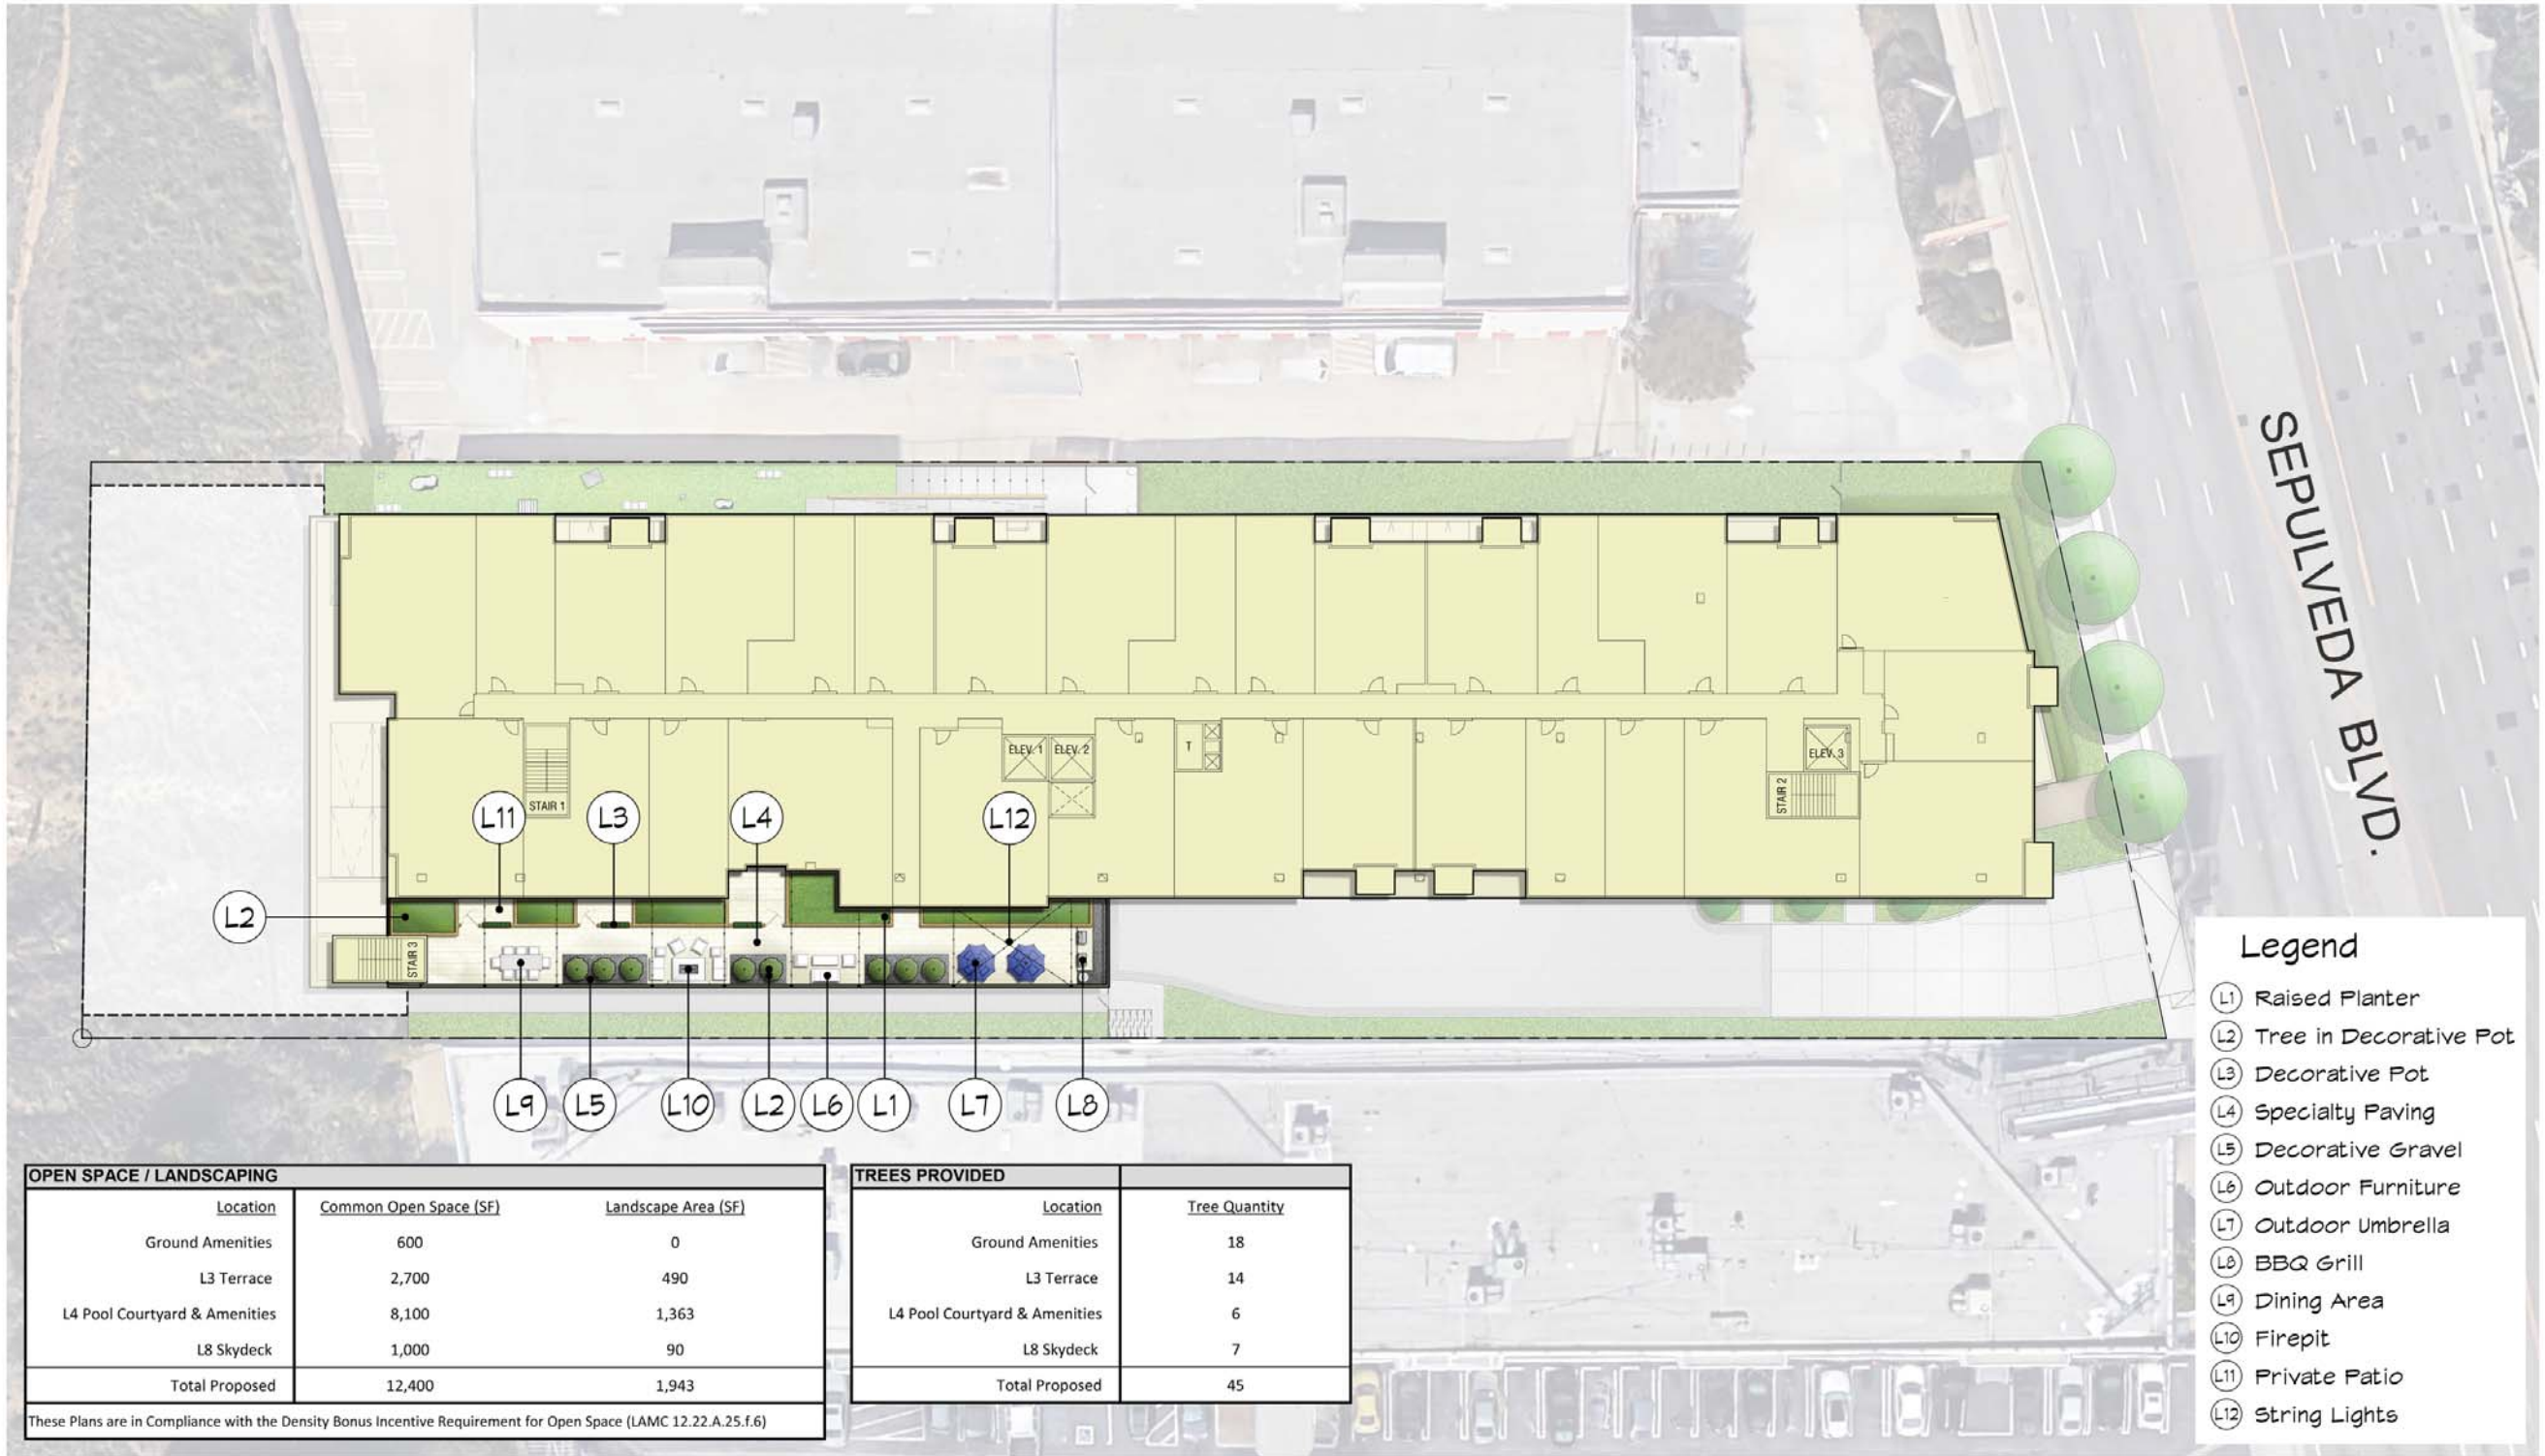 SEPULVEDA BLVD.
ELEV. 1
ELEV. 2
T
ELEV. 3
STAIR 1
STAIR 2
L11
L3
L4
L12
L2
STAIR 3
L9
L5
L10
L2
L6
L1
L7
L8
Legend
L1 Raised Planter
L2 Tree in Decorative Pot
L3 Decorative Pot
L4 Specialty Paving
L5 Decorative Gravel
L6 Outdoor Furniture
L7 Outdoor Umbrella
L8 BBQ Grill
L9 Dining Area
L10 Firepit
L11 Private Patio
L12 String Lights
OPEN SPACE / LANDSCAPING
Location Common Open Space (SF) Landscape Area (SF)
Ground Amenities 600 0
L3 Terrace 2,700 490
L4 Pool Courtyard & Amenities 8,100 1,363
L8 Skydeck 1,000 90
Total Proposed 12,400 1,943
These Plans are in Compliance with the Density Bonus Incentive Requirement for Open Space (LAMC 12.22.A.25.f.6)
TREES PROVIDED
Location Tree Quantity
Ground Amenities 18
L3 Terrace 14
L4 Pool Courtyard & Amenities 6
L8 Skydeck 7
Total Proposed 45